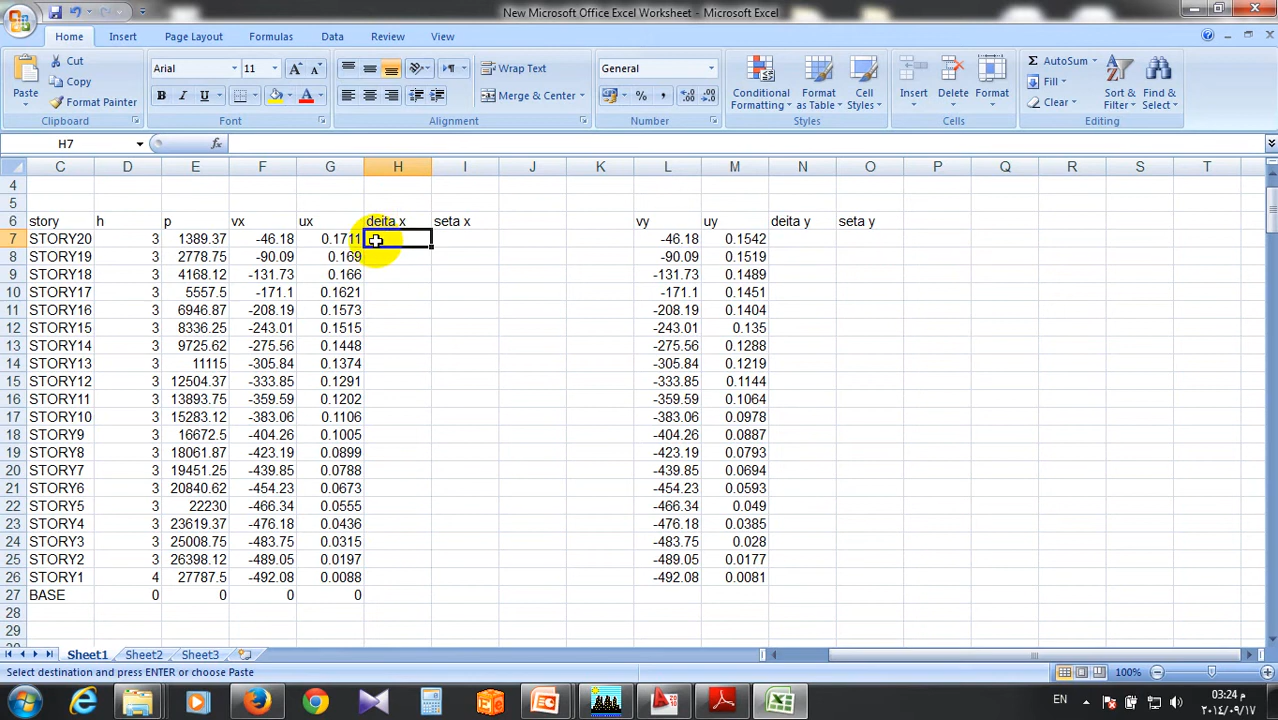 New Microsoft Office Excel Worksheet - Microsoft Excel
Home Insert Page Layout Formulas Data Review View
Cut
Copy
Format Painter
Paste
Clipboard
Arial 11
Font
Wrap Text
Merge & Center
Alignment
General
Number
Conditional Formatting
Format as Table
Cell Styles
Styles
Insert Delete Format
Cells
AutoSum
Fill
Clear
Sort & Filter
Find & Select
Editing
H7
C D E F G H I J K L M N O P Q R S T
4
5
6 story h p vx ux delta x seta x vy uy delta y seta y
7 STORY20 3 1389.37 -46.18 0.1711 -46.18 0.1542
8 STORY19 3 2778.75 -90.09 0.169 -90.09 0.1519
9 STORY18 3 4168.12 -131.73 0.166 -131.73 0.1489
10 STORY17 3 5557.5 -171.1 0.1621 -171.1 0.1451
11 STORY16 3 6946.87 -208.19 0.1573 -208.19 0.1404
12 STORY15 3 8336.25 -243.01 0.1515 -243.01 0.135
13 STORY14 3 9725.62 -275.56 0.1448 -275.56 0.1288
14 STORY13 3 11115 -305.84 0.1374 -305.84 0.1219
15 STORY12 3 12504.37 -333.85 0.1291 -333.85 0.1144
16 STORY11 3 13893.75 -359.59 0.1202 -359.59 0.1064
17 STORY10 3 15283.12 -383.06 0.1106 -383.06 0.0978
18 STORY9 3 16672.5 -404.26 0.1005 -404.26 0.0887
19 STORY8 3 18061.87 -423.19 0.0899 -423.19 0.0793
20 STORY7 3 19451.25 -439.85 0.0788 -439.85 0.0694
21 STORY6 3 20840.62 -454.23 0.0673 -454.23 0.0593
22 STORY5 3 22230 -466.34 0.0555 -466.34 0.049
23 STORY4 3 23619.37 -476.18 0.0436 -476.18 0.0385
24 STORY3 3 25008.75 -483.75 0.0315 -483.75 0.028
25 STORY2 3 26398.12 -489.05 0.0197 -489.05 0.0177
26 STORY1 4 27787.5 -492.08 0.0088 -492.08 0.0081
27 BASE 0 0 0 0
28
29
Sheet1 Sheet2 Sheet3
Select destination and press ENTER or choose Paste
100%
EN
03:24 م
٢٠١٤/٠٩/١٧